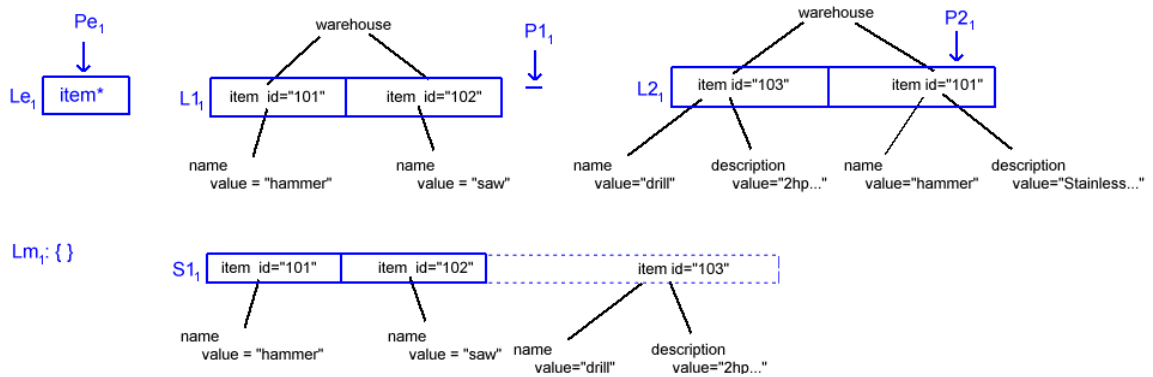 Pe1
warehouse
P11
warehouse
P21
Le1
item*
L11
item id="101"
item id="102"
L21
item id="103"
item id="101"
name
value = "hammer"
name
value = "saw"
name
value="drill"
description
value="2hp..."
name
value="hammer"
description
value="Stainless..."
Lm1: { }
S11
item id="101"
item id="102"
item id="103"
name
value = "hammer"
name
value = "saw"
name
value="drill"
description
value="2hp..."